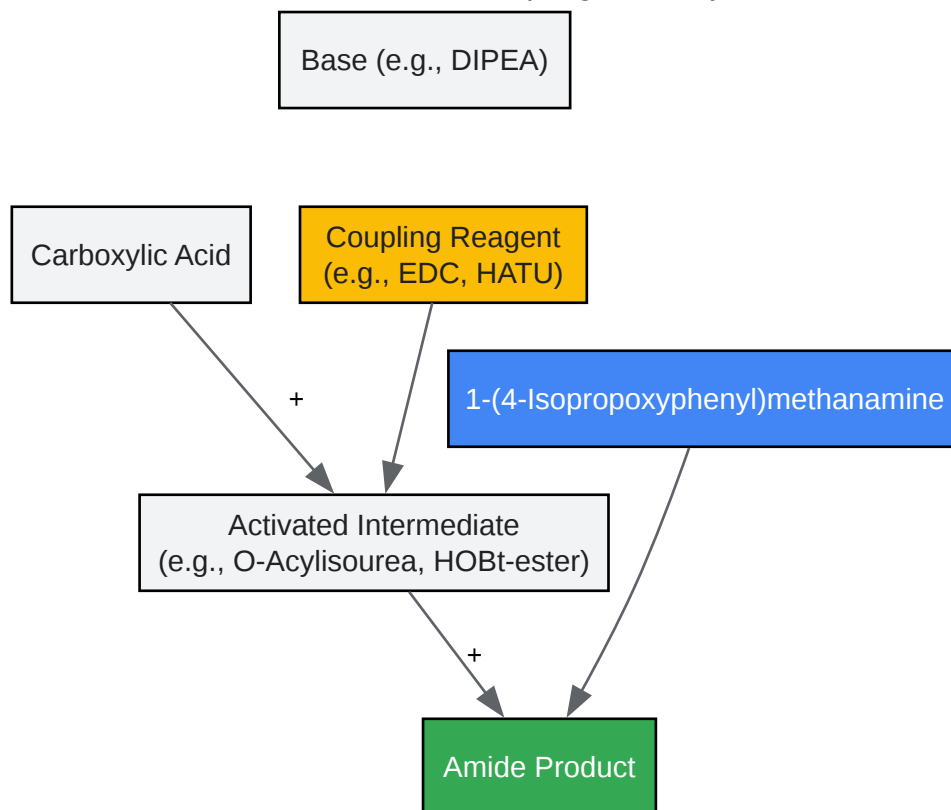 Base (e.g., DIPEA)
Carboxylic Acid
Coupling Reagent
(e.g., EDC, HATU)
+
1-(4-Isopropoxyphenyl)methanamine
Activated Intermediate
(e.g., O-Acylisourea, HOBt-ester)
+
Amide Product